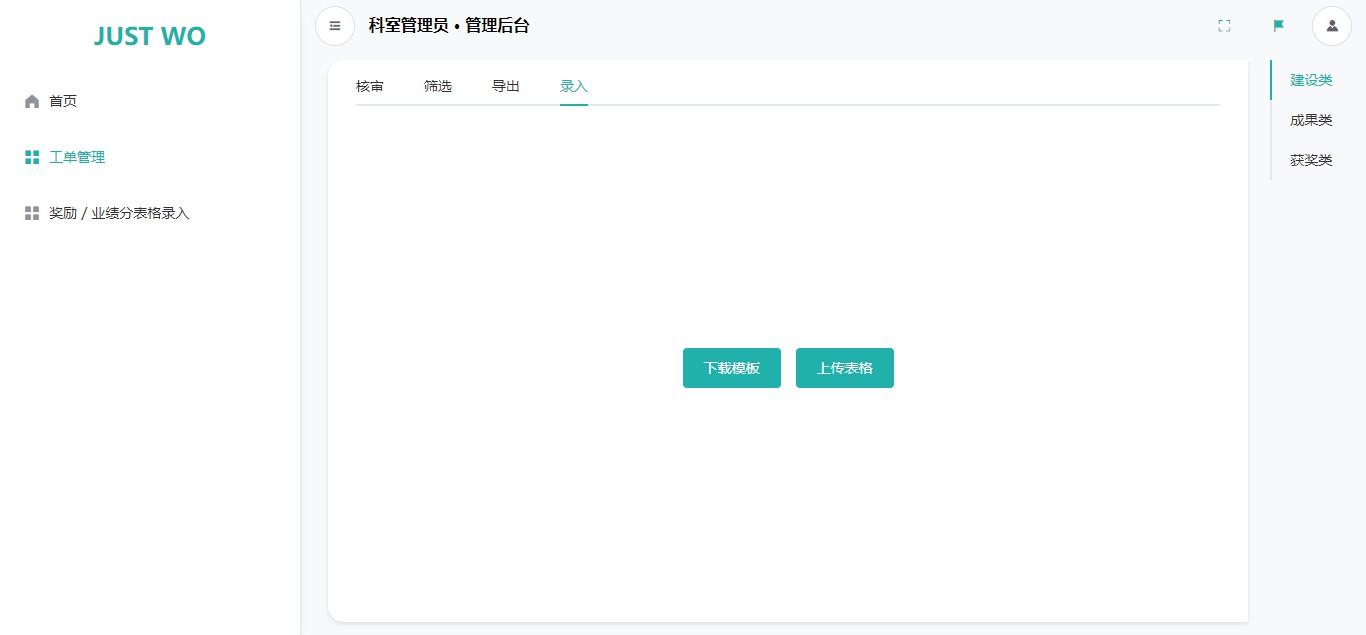 JUST WO
首页
工单管理
奖励 / 业绩分表格录入
科室管理员 • 管理后台
核审 筛选 导出 录入
下载模板 上传表格
建设类
成果类
获奖类